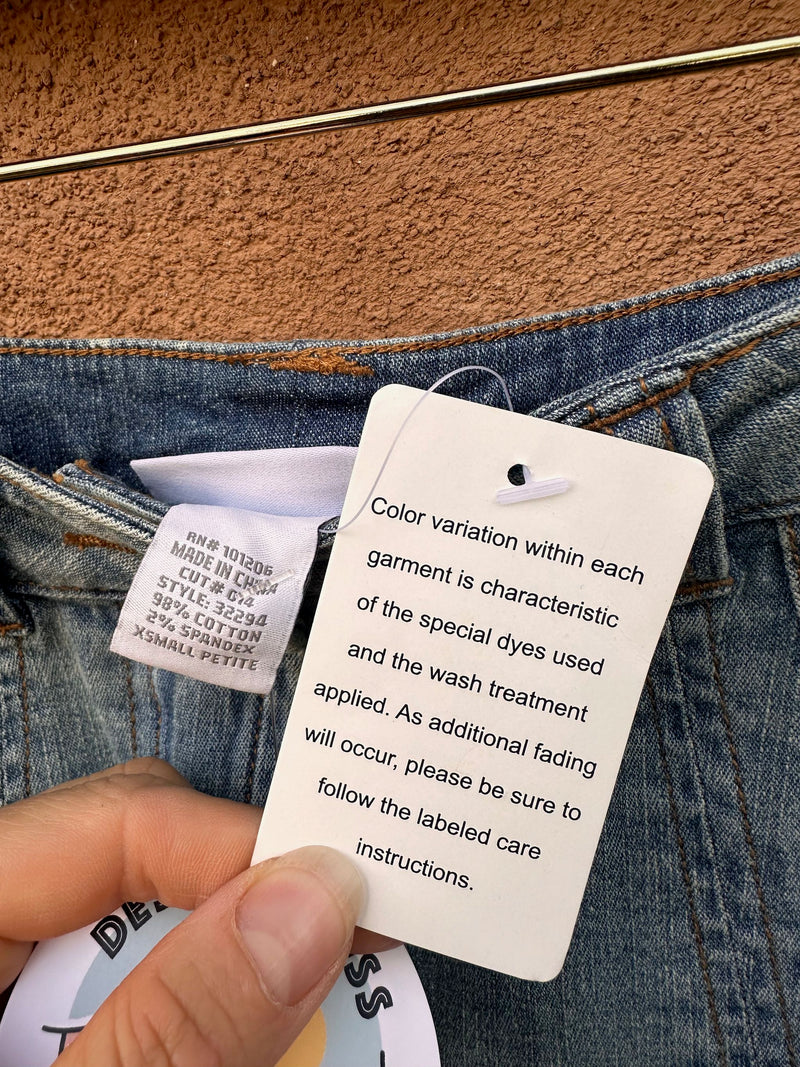 RN# 101206
MADE IN CHINA
CUT# C14
STYLE: 32294
98% COTTON
2% SPANDEX
XSMALL PETITE
Color variation within each
garment is characteristic
of the special dyes used
and the wash treatment
applied. As additional fading
will occur, please be sure to
follow the labeled care
instructions.